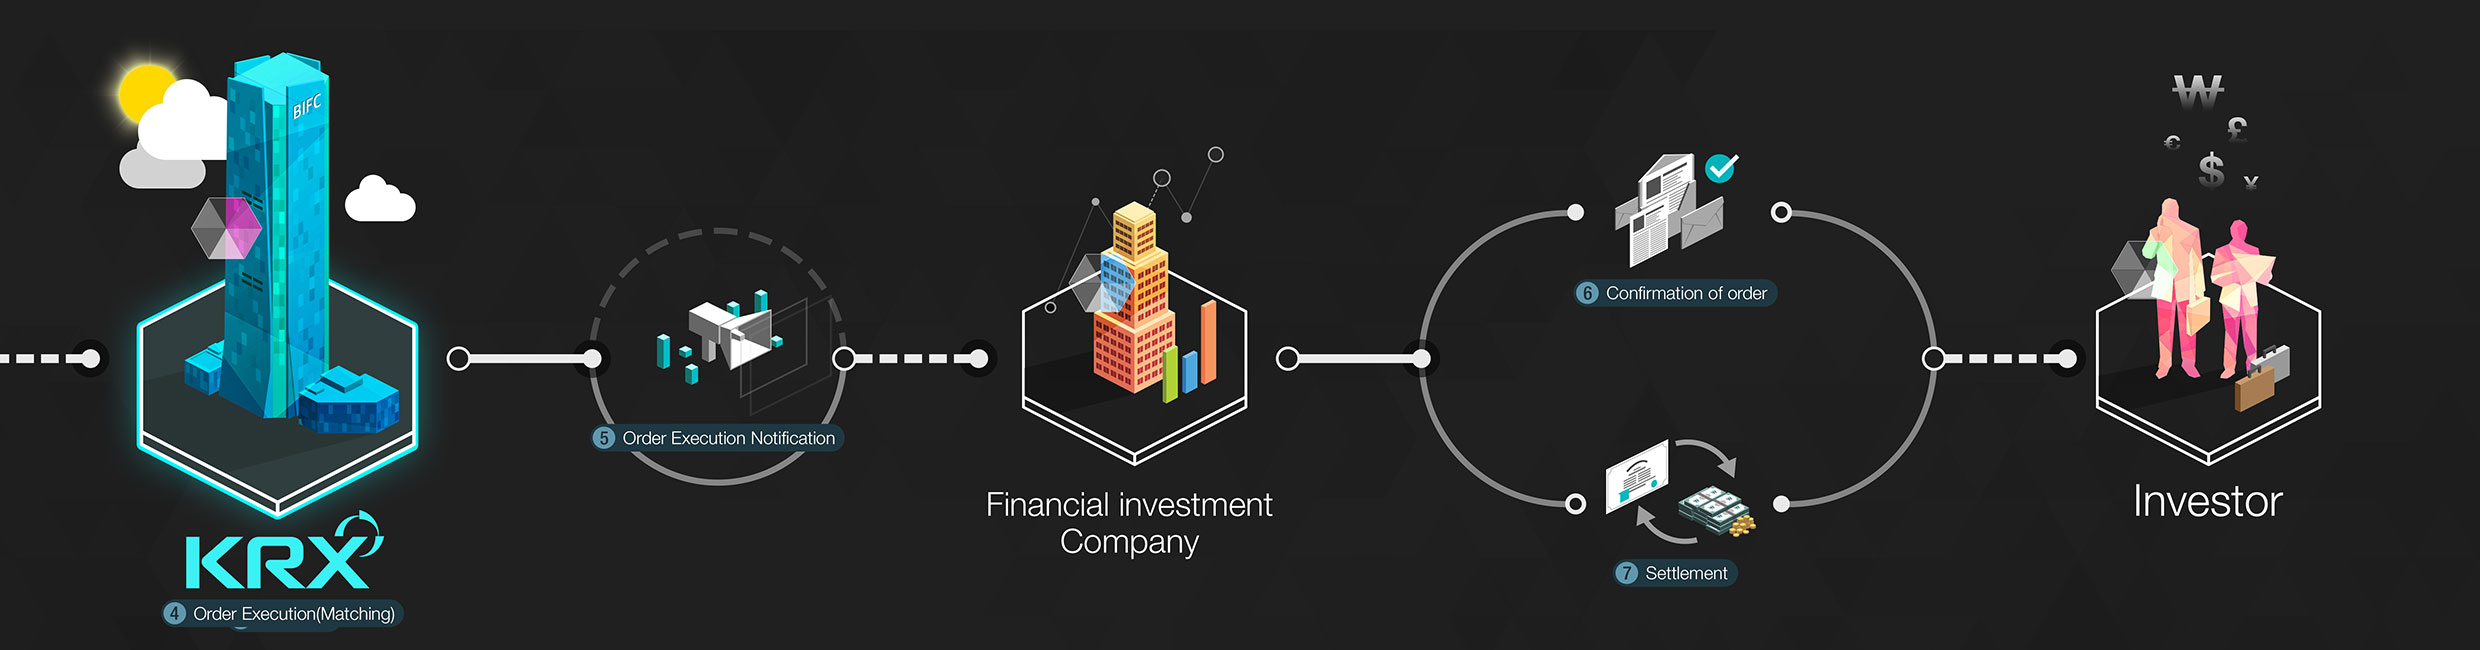 BIFC
KRX
4 Order Execution(Matching)
5 Order Execution Notification
Financial investment
Company
6 Confirmation of order
7 Settlement
₩
£
€
$
¥
Investor